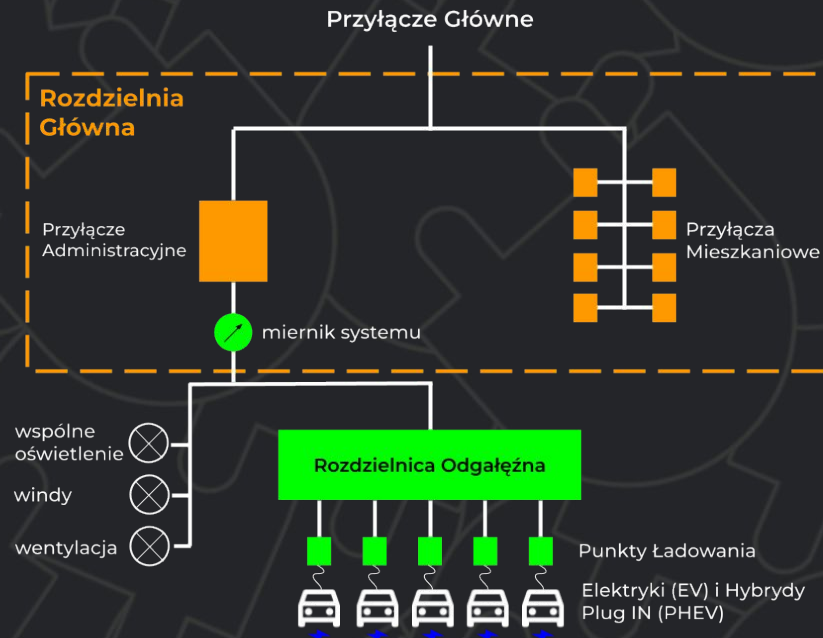 Przyłącze Główne
Rozdzielnia
Główna
Przyłącze
Administracyjne
Przyłącza
Mieszkaniowe
miernik systemu
wspólne
oświetlenie
windy
wentylacja
Rozdzielnica Odgałęźna
Punkty Ładowania
Elektryki (EV) i Hybrydy
Plug IN (PHEV)